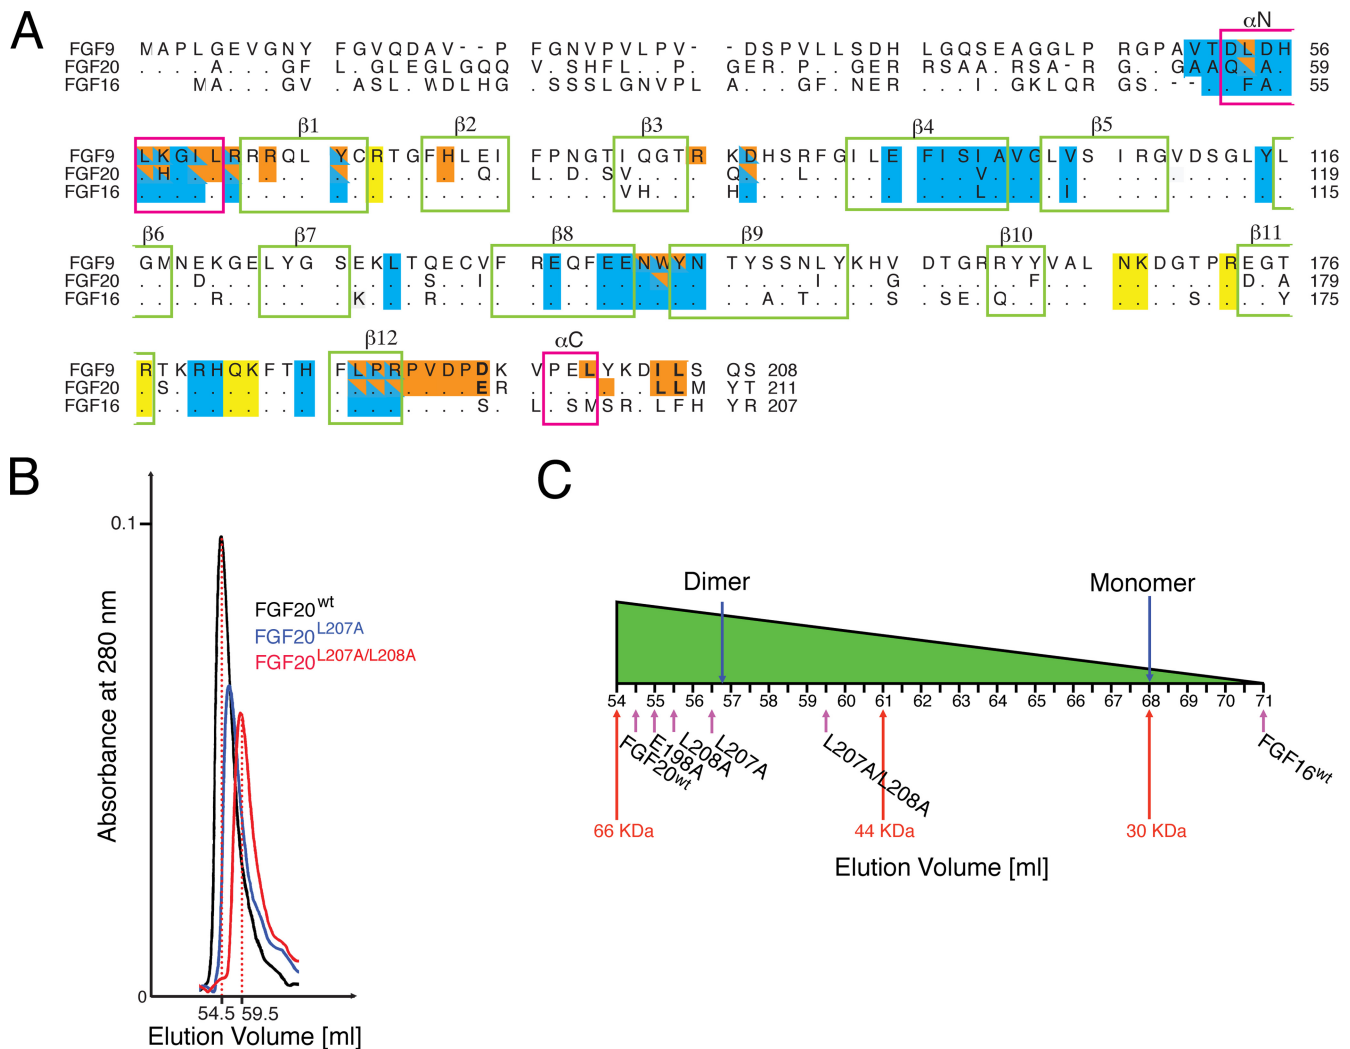 A
αN
FGF9 MAPLGEVGNY FGVQDAV--P FGNVPVLPV- -DSPVLLSDH LGQSEAGGLP RGPAVTDLDH 56
FGF20 ....A...GF L.GLEGLGQQ V.SHFL..P. GER.P..GER RSAA.RSA-R G..GAAQ.A. 59
FGF16 MA...GV .ASL.WDLHG .SSSLGNVPL A...GF.NER ...I.GKLQR GS.--..FA. 55
β1 β2 β3 β4 β5
FGF9 LKGILRRRQL YCRTGFHLEI FPNGTIQGTR KDHSRFGILE FISIAVGLVS IRGVDSGLYL 116
FGF20 .H........ .........Q. L.D.SV.... Q...L..... ...V...... .......... 119
FGF16 .......... .......... .....VH... H......... ...L....I. .......... 115
β6 β7 β8 β9 β10 β11
FGF9 GMNEKGELYG SEKLTQECVF REQFEENWYN TYSSNLYKHV DTGRRYYVAL NKDGTPREGT 176
FGF20 ...D...... .....S..I. .......... .....I...G ......F... .......D.A 179
FGF16 ....R..... .K...R.... .......... ..A.T....S .SE.Q..... ....S....Y 175
β12 αC
FGF9 RTKRHQKFTH FLPRPVDPDK VPELYKDILS QS 208
FGF20 .S........ ........ER ......LLM YT 211
FGF16 .......... ........S. L.SMSR.LFH YR 207
B
0.1
FGF20wt
FGF20L207A
FGF20L207A/L208A
Absorbance at 280 nm
0
54.5 59.5
Elution Volume [ml]
C
Dimer Monomer
54 55 56 57 58 59 60 61 62 63 64 65 66 67 68 69 70 71
FGF20wt E198A L208A L207A L207A/L208A FGF16wt
66 KDa 44 KDa 30 KDa
Elution Volume [ml]